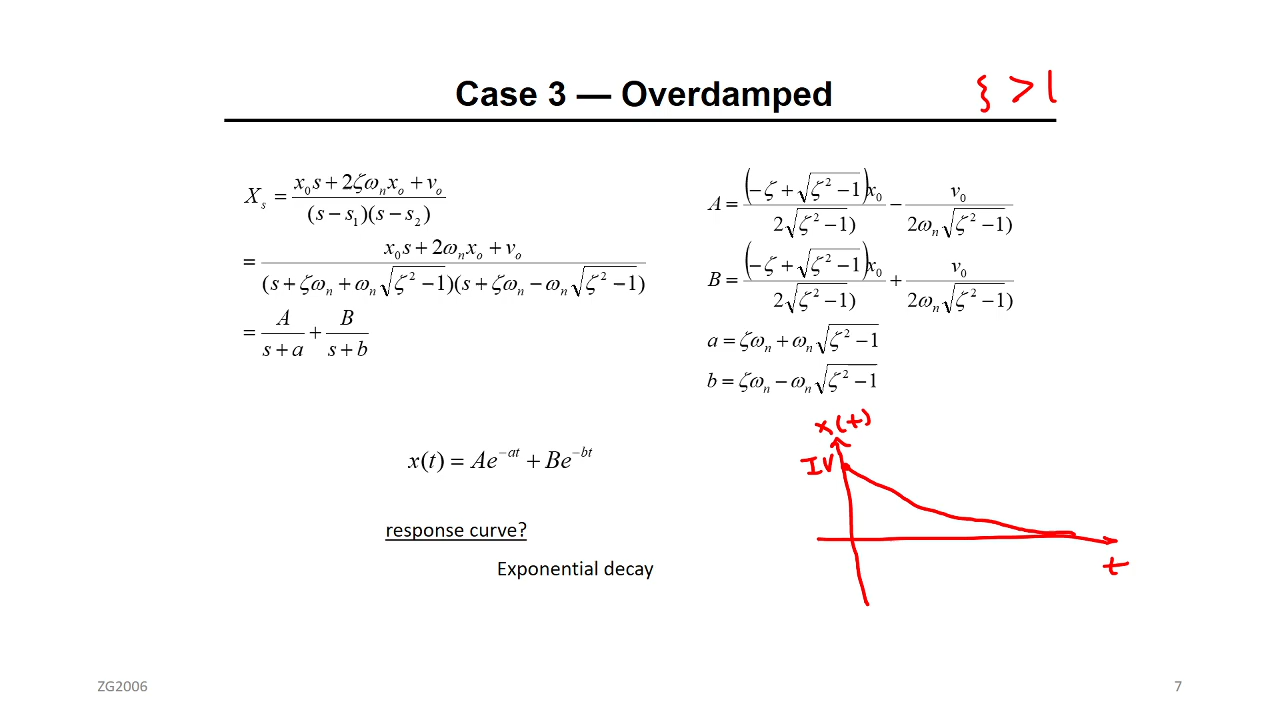 Case 3 — Overdamped
ξ > 1
X_s = (x_0 s + 2ζω_n x_o + v_o) / ((s − s_1)(s − s_2))
= (x_0 s + 2ω_n x_o + v_o) / ((s + ζω_n + ω_n √(ζ² − 1)(s + ζω_n − ω_n √(ζ² − 1))
= A / (s + a) + B / (s + b)
A = (−ζ + √(ζ² − 1)) x_0 / (2√(ζ² − 1)) − v_0 / (2ω_n √(ζ² − 1))
B = (−ζ + √(ζ² − 1)) x_0 / (2√(ζ² − 1)) + v_0 / (2ω_n √(ζ² − 1))
a = ζω_n + ω_n √(ζ² − 1)
b = ζω_n − ω_n √(ζ² − 1)
x(t) = Ae^{−at} + Be^{−bt}
response curve?
Exponential decay
x(t)
IV
t
ZG2006
7